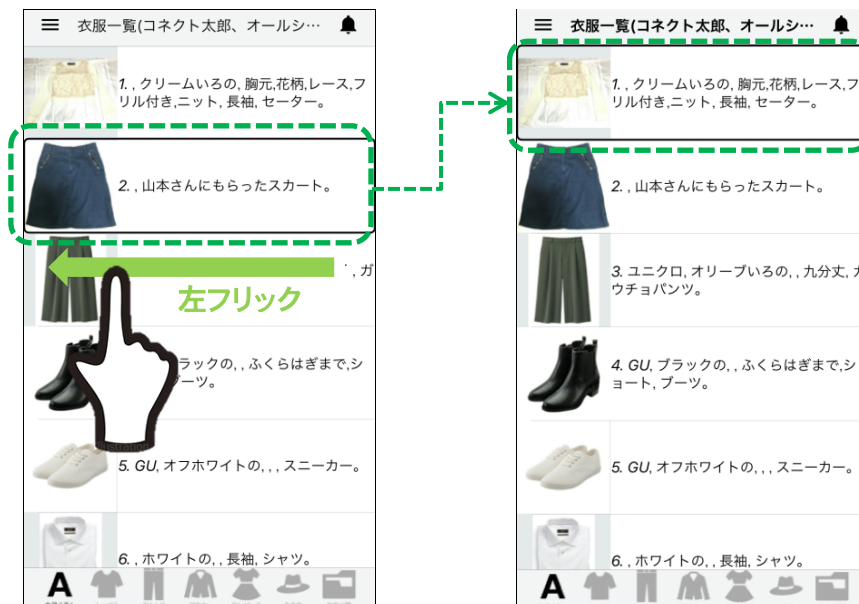 衣服一覧(コネクト太郎、オールシ…
1. , クリームいろの, 胸元,花柄,レース,フ
リル付き,ニット, 長袖, セーター。
2. , 山本さんにもらったスカート。
, ガ
左フリック
ラックの, , ふくらはぎまで,シ
ーツ。
5. GU, オフホワイトの, , , スニーカー。
6. , ホワイトの, , 長袖, シャツ。
A
衣服一覧(コネクト太郎、オールシ…
1. , クリームいろの, 胸元,花柄,レース,フ
リル付き,ニット, 長袖, セーター。
2. , 山本さんにもらったスカート。
3. ユニクロ, オリーブいろの, , 九分丈, ガ
ウチョパンツ。
4. GU, ブラックの, , ふくらはぎまで,シ
ョート, ブーツ。
5. GU, オフホワイトの, , , スニーカー。
6. , ホワイトの, , 長袖, シャツ。
A